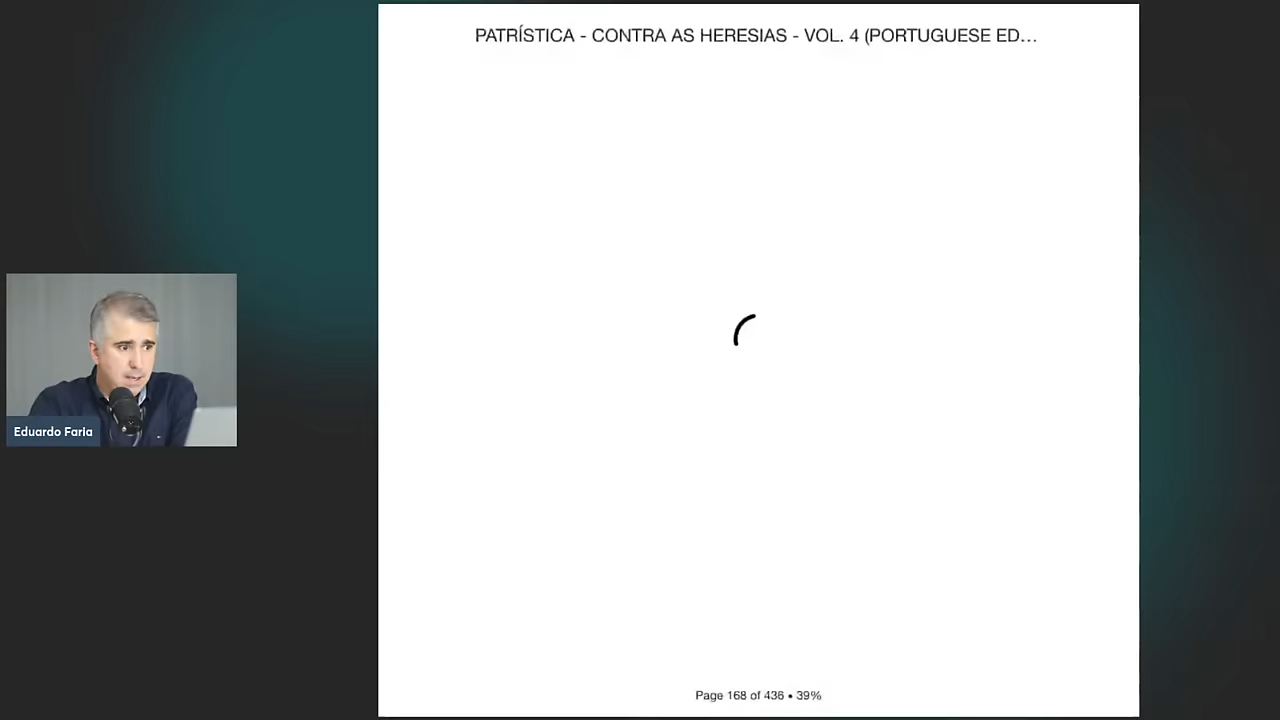 PATRÍSTICA - CONTRA AS HERESIAS - VOL. 4 (PORTUGUESE ED…
Eduardo Faria
Page 168 of 436 • 39%